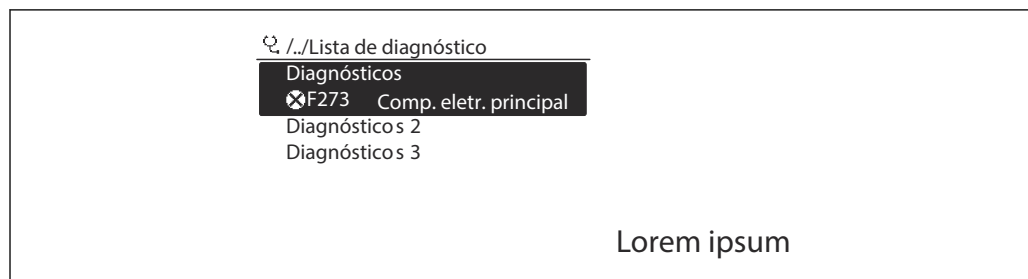 /../Lista de diagnóstico
Diagnósticos
F273 Comp. eletr. principal
Diagnósticos 2
Diagnósticos 3
Lorem ipsum